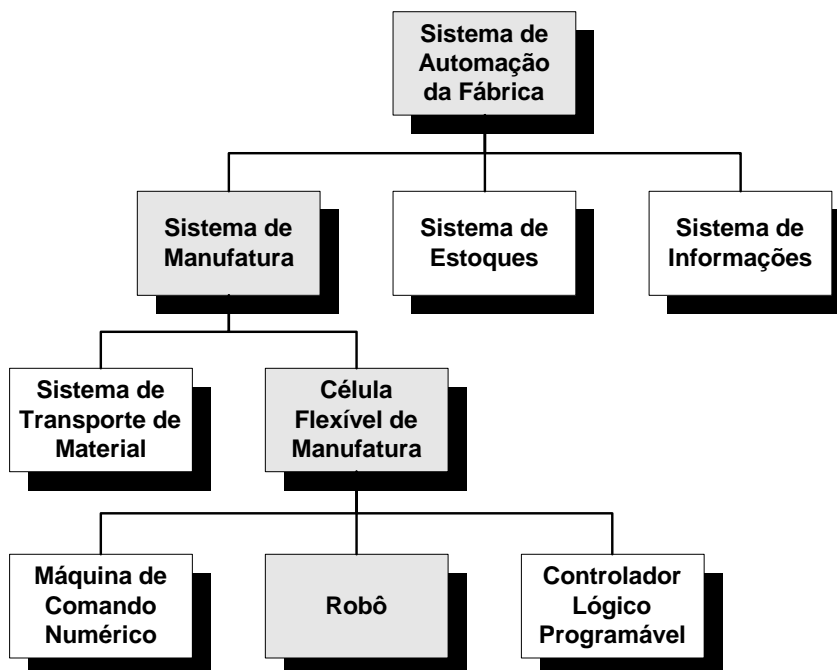 Sistema de
Automação
da Fábrica
Sistema de
Manufatura
Sistema de
Estoques
Sistema de
Informações
Sistema de
Transporte de
Material
Célula
Flexível de
Manufatura
Máquina de
Comando
Numérico
Robô
Controlador
Lógico
Programável